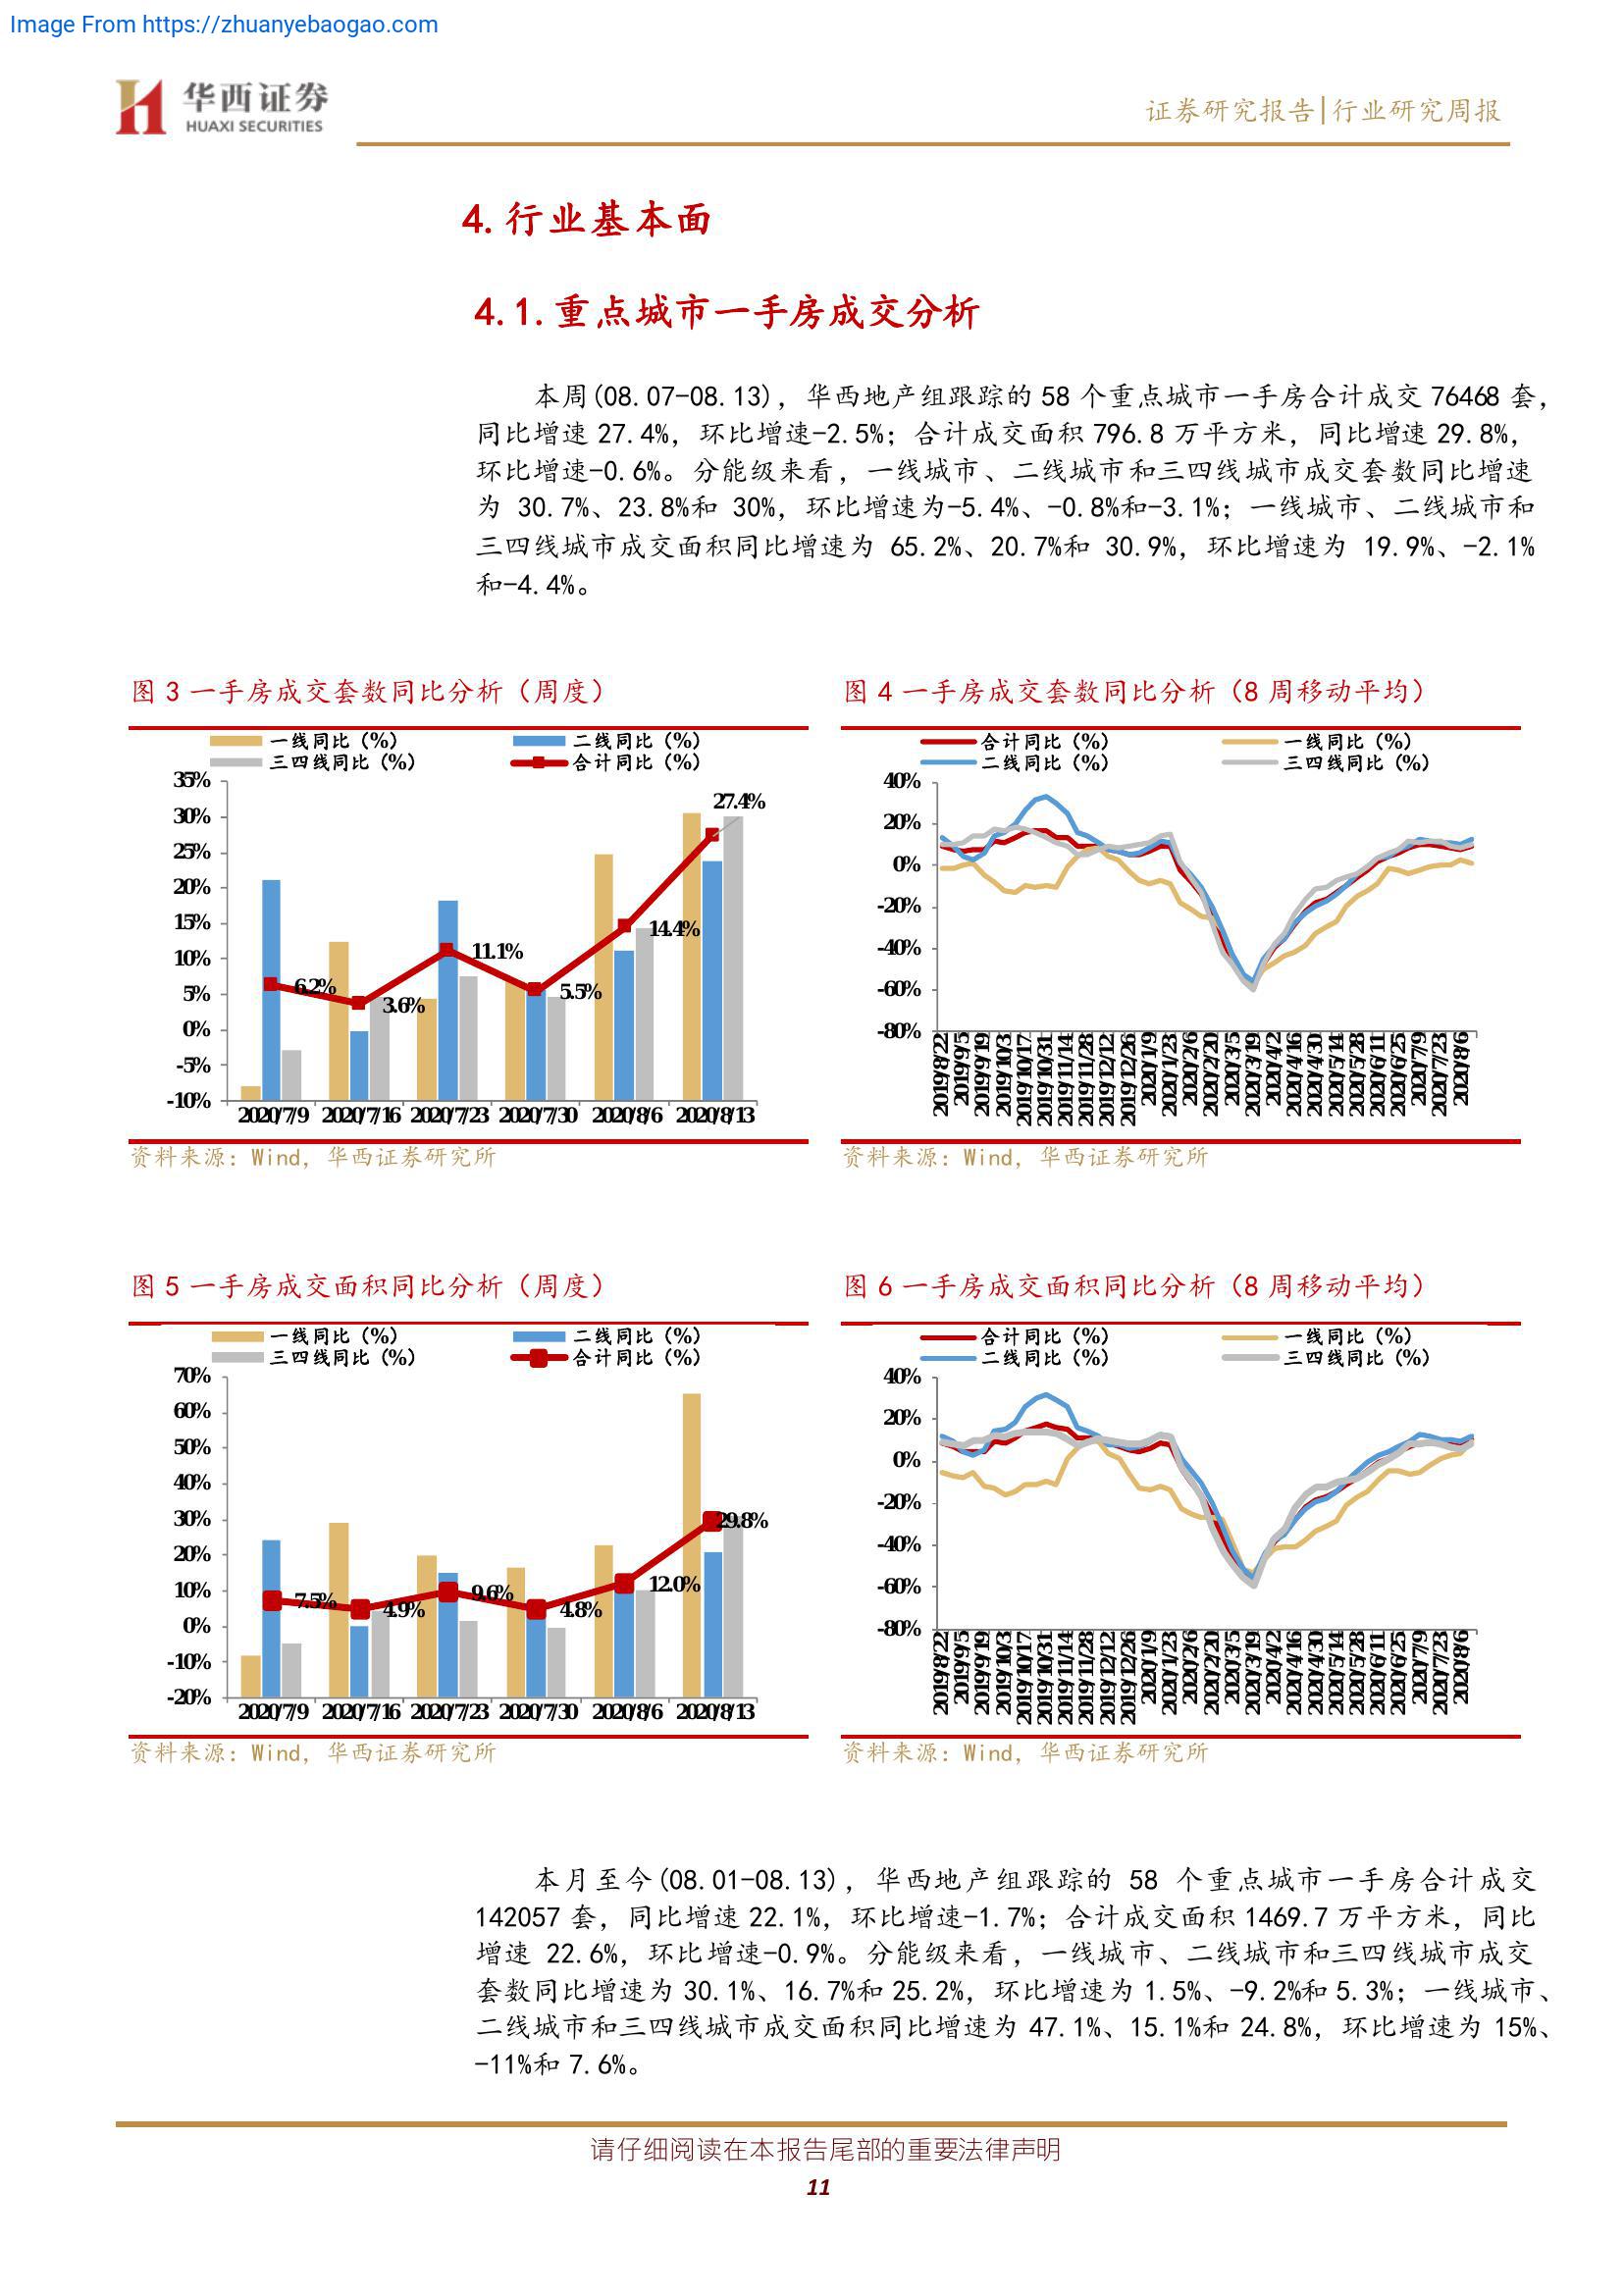 Image From https://zhuanyebaogao.com
华西证券
HUAXI SECURITIES
证券研究报告|行业研究周报
4.行业基本面
4.1.重点城市一手房成交分析
本周(08.07-08.13)，华西地产组跟踪的 58 个重点城市一手房合计成交 76468 套，
同比增速 27.4%，环比增速-2.5%；合计成交面积 796.8 万平方米，同比增速 29.8%，
环比增速-0.6%。分能级来看，一线城市、二线城市和三四线城市成交套数同比增速
为 30.7%、23.8%和 30%，环比增速为-5.4%、-0.8%和-3.1%；一线城市、二线城市和
三四线城市成交面积同比增速为 65.2%、20.7%和 30.9%，环比增速为 19.9%、-2.1%
和-4.4%。
图 3 一手房成交套数同比分析（周度）
一线同比（%） 二线同比（%）
三四线同比（%） 合计同比（%）
35%
30%
25%
20%
15%
10%
5%
0%
-5%
-10%
6.2%
3.6%
11.1%
5.5%
14.4%
27.4%
2020/7/9 2020/7/16 2020/7/23 2020/7/30 2020/8/6 2020/8/13
资料来源：Wind，华西证券研究所
图 4 一手房成交套数同比分析（8 周移动平均）
合计同比（%） 一线同比（%）
二线同比（%） 三四线同比（%）
40%
20%
0%
-20%
-40%
-60%
-80%
2019/8/22
2019/9/5
2019/9/19
2019/10/3
2019/10/17
2019/10/31
2019/11/14
2019/11/28
2019/12/12
2019/12/26
2020/1/9
2020/1/23
2020/2/6
2020/2/20
2020/3/5
2020/3/19
2020/4/2
2020/4/16
2020/4/30
2020/5/14
2020/5/28
2020/6/11
2020/6/25
2020/7/9
2020/7/23
2020/8/6
资料来源：Wind，华西证券研究所
图 5 一手房成交面积同比分析（周度）
一线同比（%） 二线同比（%）
三四线同比（%） 合计同比（%）
70%
60%
50%
40%
30%
20%
10%
0%
-10%
-20%
7.5%
4.9%
9.6%
4.8%
12.0%
29.8%
2020/7/9 2020/7/16 2020/7/23 2020/7/30 2020/8/6 2020/8/13
资料来源：Wind，华西证券研究所
图 6 一手房成交面积同比分析（8 周移动平均）
合计同比（%） 一线同比（%）
二线同比（%） 三四线同比（%）
40%
20%
0%
-20%
-40%
-60%
-80%
2019/8/22
2019/9/5
2019/9/19
2019/10/3
2019/10/17
2019/10/31
2019/11/14
2019/11/28
2019/12/12
2019/12/26
2020/1/9
2020/1/23
2020/2/6
2020/2/20
2020/3/5
2020/3/19
2020/4/2
2020/4/16
2020/4/30
2020/5/14
2020/5/28
2020/6/11
2020/6/25
2020/7/9
2020/7/23
2020/8/6
资料来源：Wind，华西证券研究所
本月至今(08.01-08.13)，华西地产组跟踪的 58 个重点城市一手房合计成交
142057 套，同比增速 22.1%，环比增速-1.7%；合计成交面积 1469.7 万平方米，同比
增速 22.6%，环比增速-0.9%。分能级来看，一线城市、二线城市和三四线城市成交
套数同比增速为 30.1%、16.7%和 25.2%，环比增速为 1.5%、-9.2%和 5.3%；一线城市、
二线城市和三四线城市成交面积同比增速为 47.1%、15.1%和 24.8%，环比增速为 15%、
-11%和 7.6%。
请仔细阅读在本报告尾部的重要法律声明
11